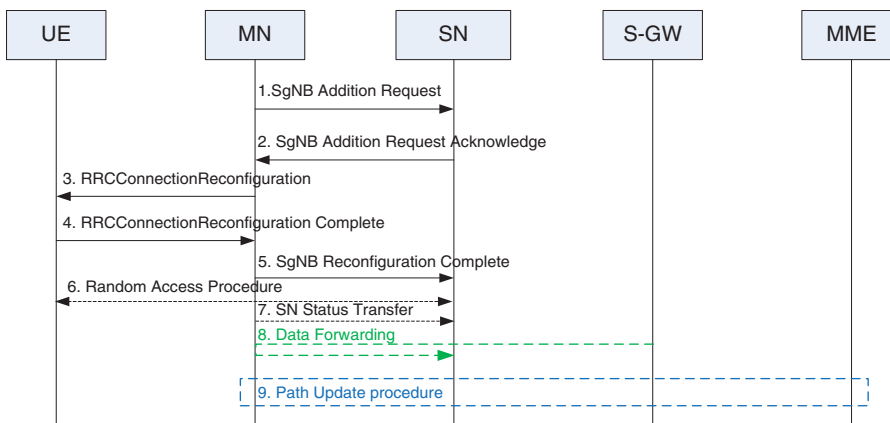 UE
MN
SN
S-GW
MME
1.SgNB Addition Request
2. SgNB Addition Request Acknowledge
3. RRCConnectionReconfiguration
4. RRCConnectionReconfiguration Complete
5. SgNB Reconfiguration Complete
6. Random Access Procedure
7. SN Status Transfer
8. Data Forwarding
9. Path Update procedure